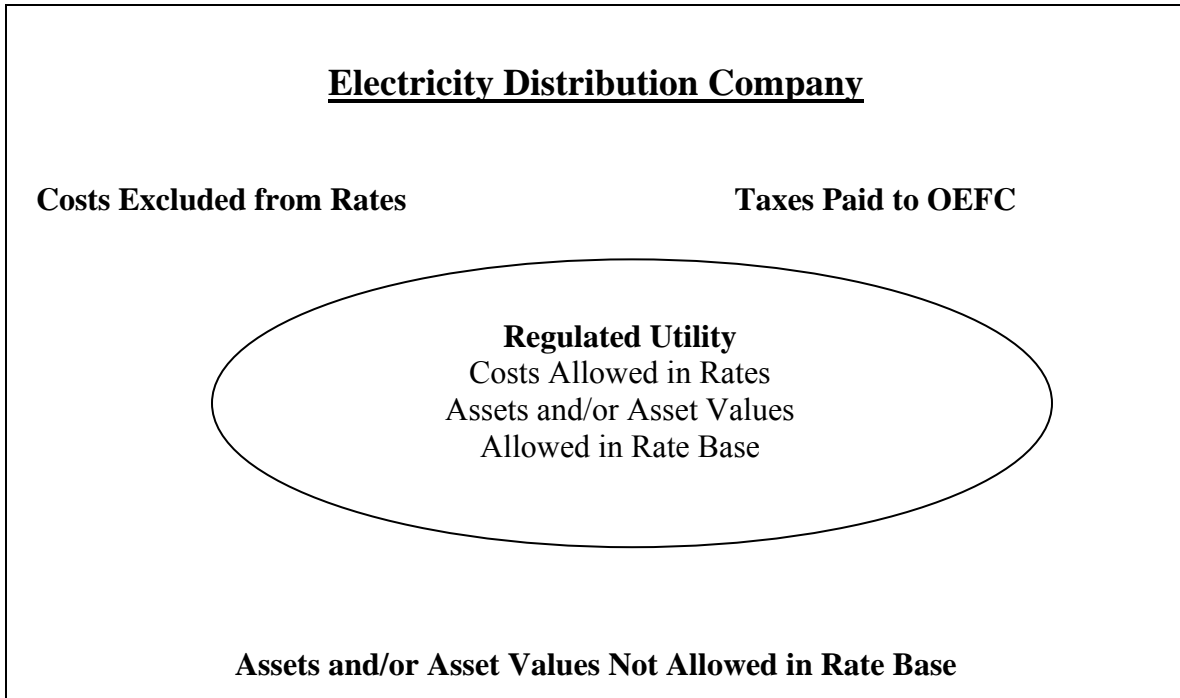 Electricity Distribution Company
Costs Excluded from Rates
Taxes Paid to OEFC
Regulated Utility
Costs Allowed in Rates
Assets and/or Asset Values
Allowed in Rate Base
Assets and/or Asset Values Not Allowed in Rate Base